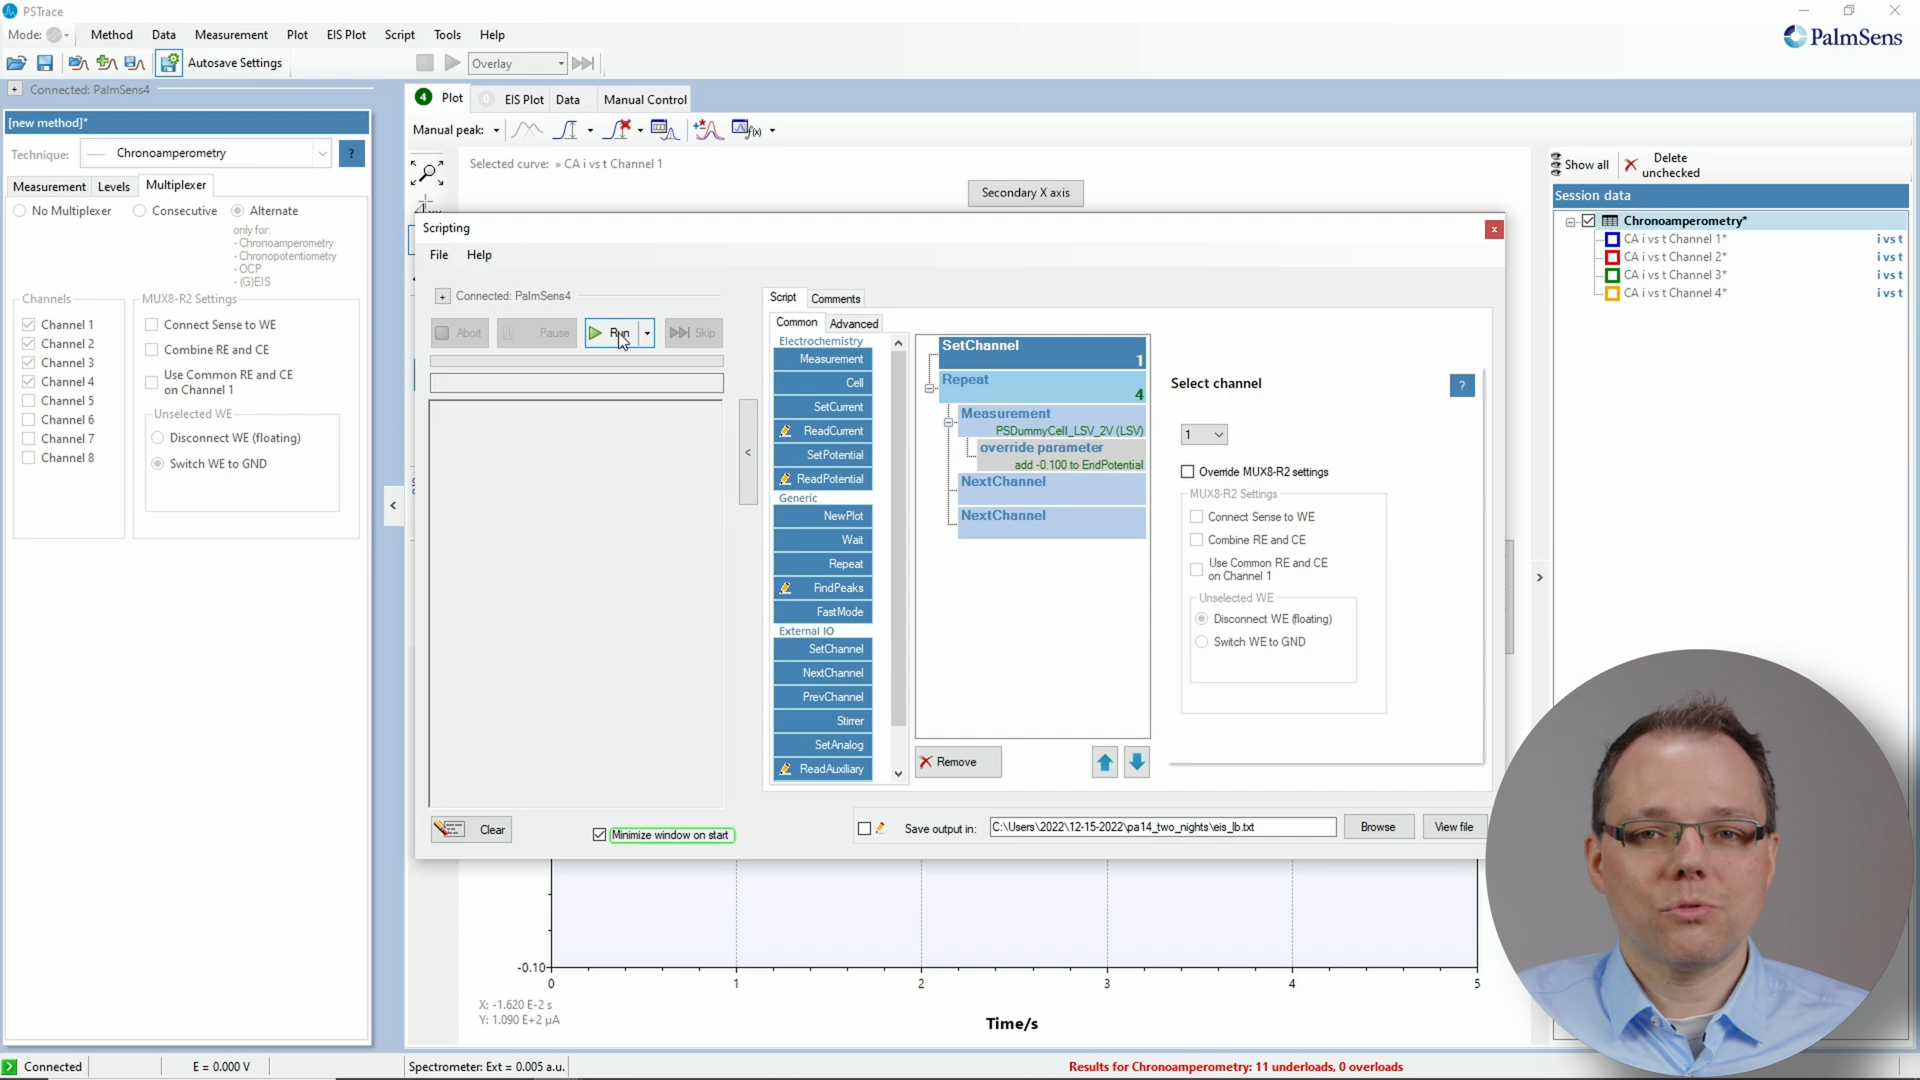 PSTrace
Mode:
Method Data Measurement Plot EIS Plot Script Tools Help
PalmSens
Autosave Settings
Overlay
Connected: PalmSens4
4 Plot 0 EIS Plot Data Manual Control
[new method]*
Manual peak:
Technique: Chronoamperometry ?
Selected curve: » CA i vs t Channel 1
Show all
Delete
unchecked
Measurement Levels Multiplexer
Secondary X axis
Session data
No Multiplexer Consecutive Alternate
only for:
- Chronoamperometry
- Chronopotentiometry
- OCP
- (G)EIS
Chronoamperometry*
CA i vs t Channel 1* i vs t
CA i vs t Channel 2* i vs t
CA i vs t Channel 3* i vs t
CA i vs t Channel 4* i vs t
Channels
Channel 1
Channel 2
Channel 3
Channel 4
Channel 5
Channel 6
Channel 7
Channel 8
MUX8-R2 Settings
Connect Sense to WE
Combine RE and CE
Use Common RE and CE
on Channel 1
Unselected WE
Disconnect WE (floating)
Switch WE to GND
Scripting
File Help
Connected: PalmSens4
Abort Pause Run Skip
Script Comments
Common Advanced
Electrochemistry
Measurement
Cell
SetCurrent
ReadCurrent
SetPotential
ReadPotential
Generic
NewPlot
Wait
Repeat
FindPeaks
FastMode
External IO
SetChannel
NextChannel
PrevChannel
Stirrer
SetAnalog
ReadAuxiliary
SetChannel
1
Repeat
4
Measurement
PSDummyCell_LSV_2V (LSV)
override parameter
add -0.100 to EndPotential
NextChannel
NextChannel
Remove
Select channel ?
1
Override MUX8-R2 settings
MUX8-R2 Settings
Connect Sense to WE
Combine RE and CE
Use Common RE and CE
on Channel 1
Unselected WE
Disconnect WE (floating)
Switch WE to GND
Clear
Minimize window on start
Save output in: C:\Users\2022\12-15-2022\pa14_two_nights\eis_lb.txt Browse View file
-0.10
0 1 2 3 4 5
X: -1.620 E-2 s
Y: 1.090 E+2 µA
Time/s
Connected E = 0.000 V Spectrometer: Ext = 0.005 a.u. Results for Chronoamperometry: 11 underloads, 0 overloads